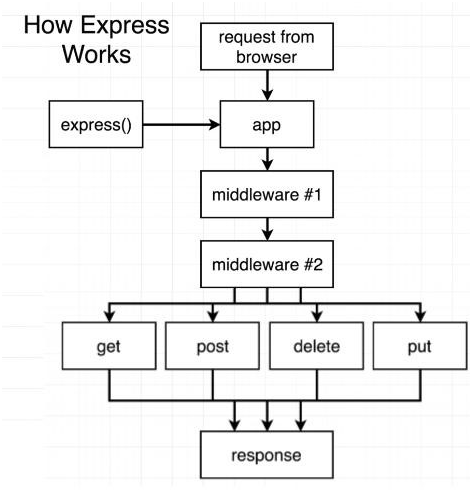 How Express
Works
request from
browser
express()
app
middleware #1
middleware #2
get
post
delete
put
response